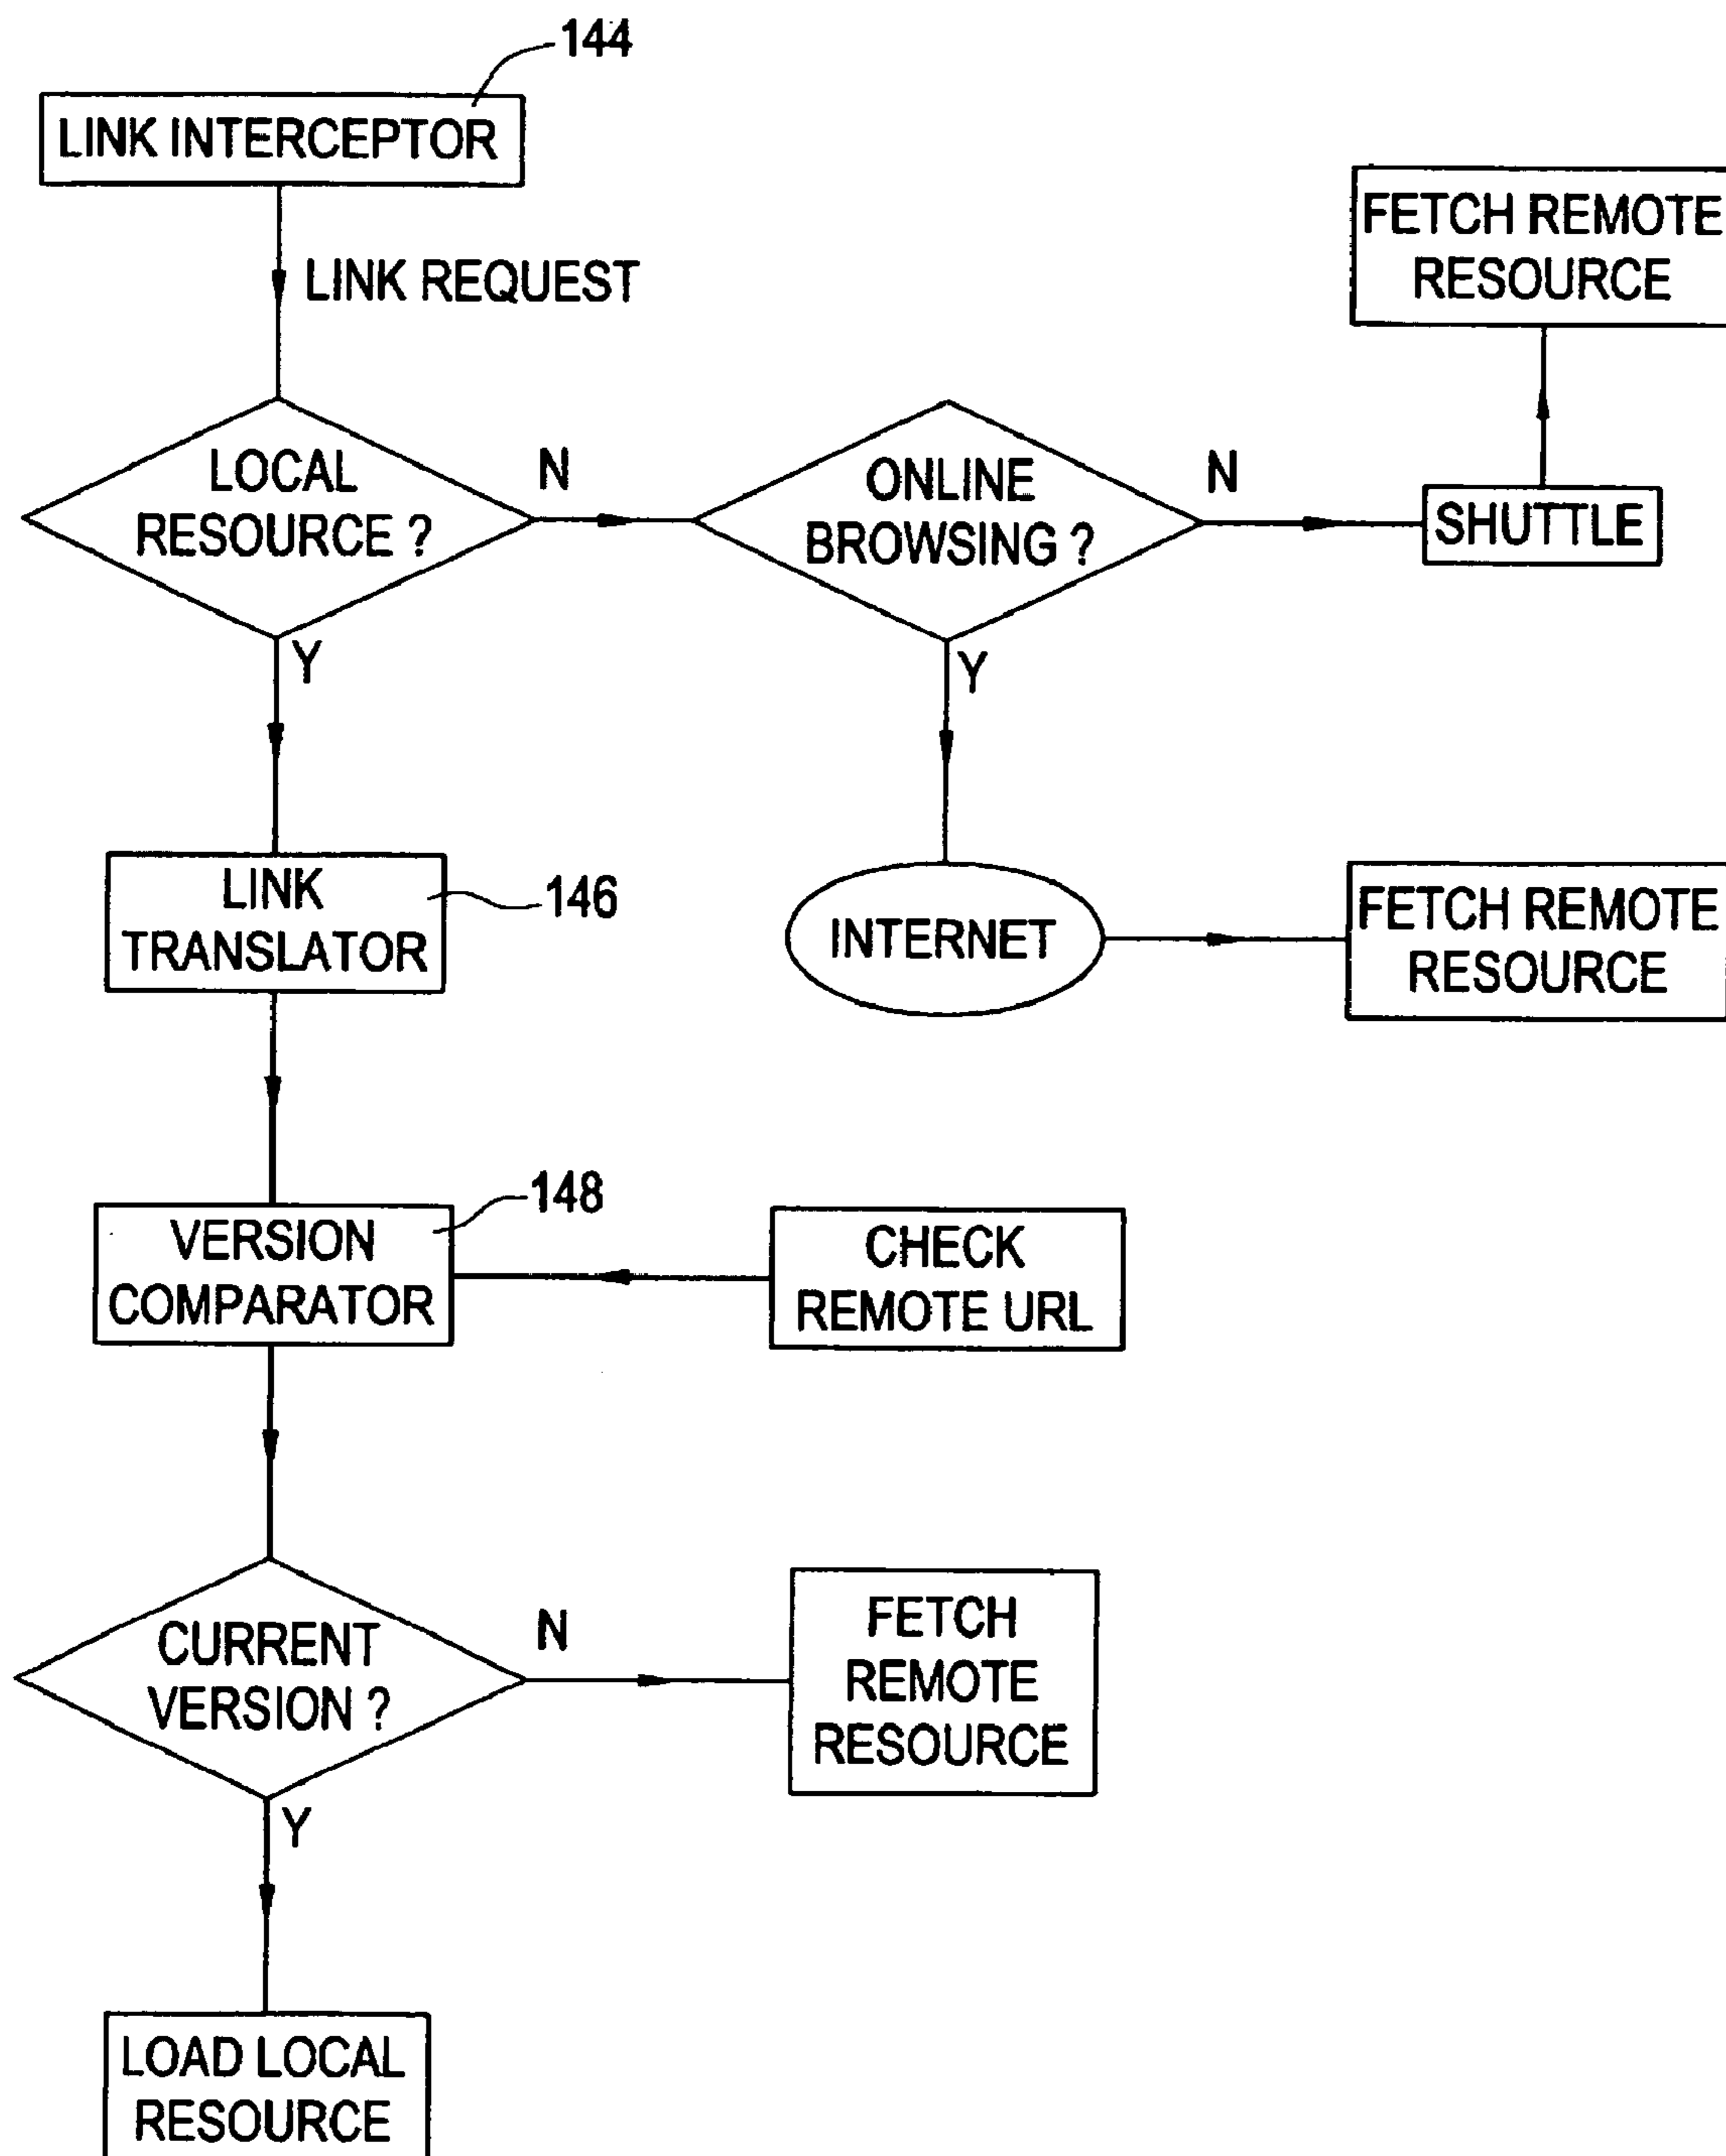 144
LINK INTERCEPTOR
LINK REQUEST
FETCH REMOTE
RESOURCE
LOCAL
RESOURCE ?
N
ONLINE
BROWSING ?
N
SHUTTLE
Y
Y
LINK
TRANSLATOR
146
INTERNET
FETCH REMOTE
RESOURCE
148
VERSION
COMPARATOR
CHECK
REMOTE URL
CURRENT
VERSION ?
N
FETCH
REMOTE
RESOURCE
Y
LOAD LOCAL
RESOURCE